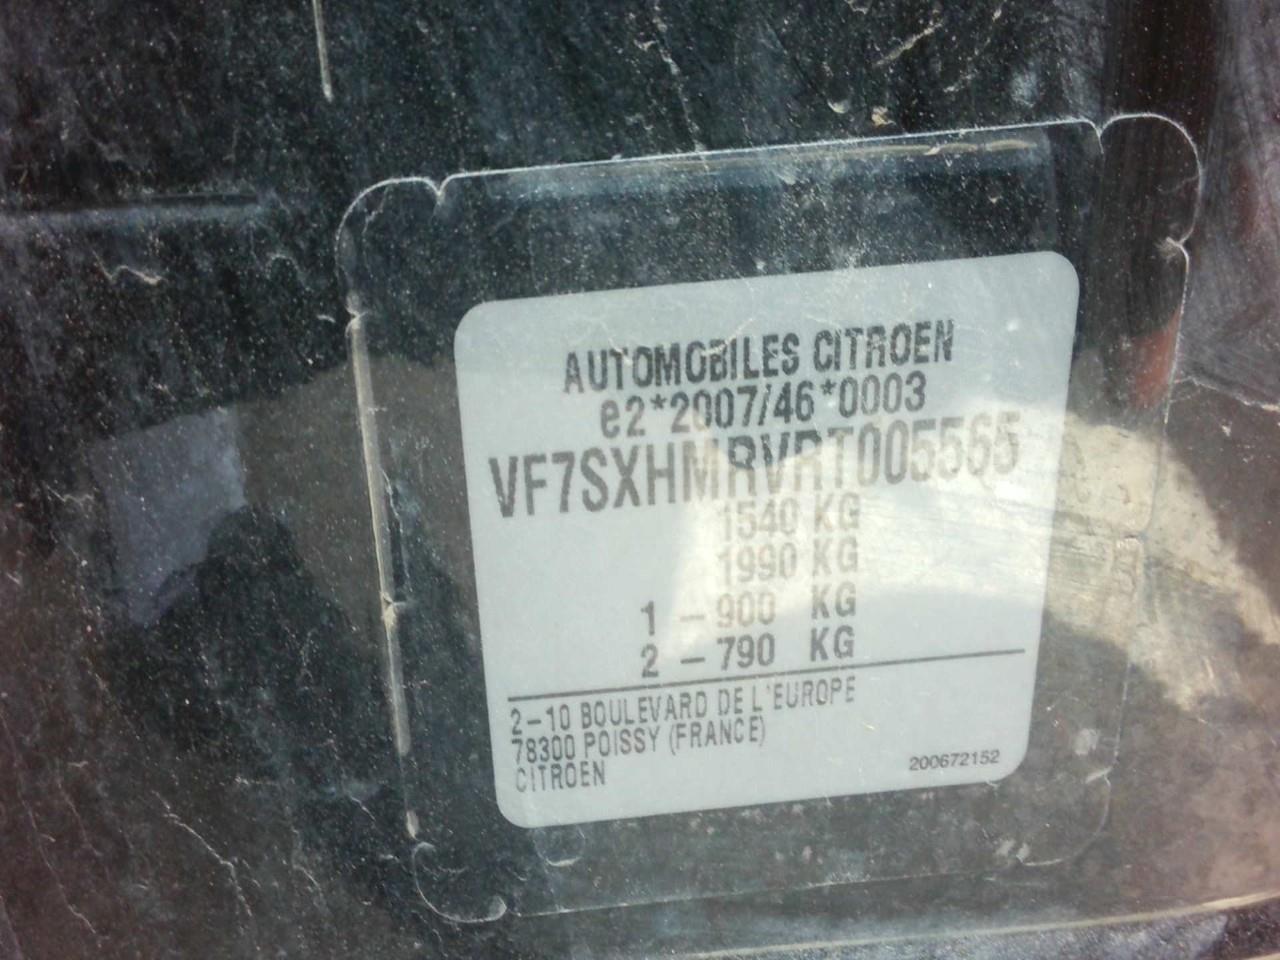 AUTOMOBILES CITROEN
e2*2007/46*0003
VF7SXHMRVRT005565
1540 KG
1990 KG
1 - 900 KG
2 - 790 KG
2-10 BOULEVARD DE L'EUROPE
78300 POISSY (FRANCE)
CITROEN
200672152